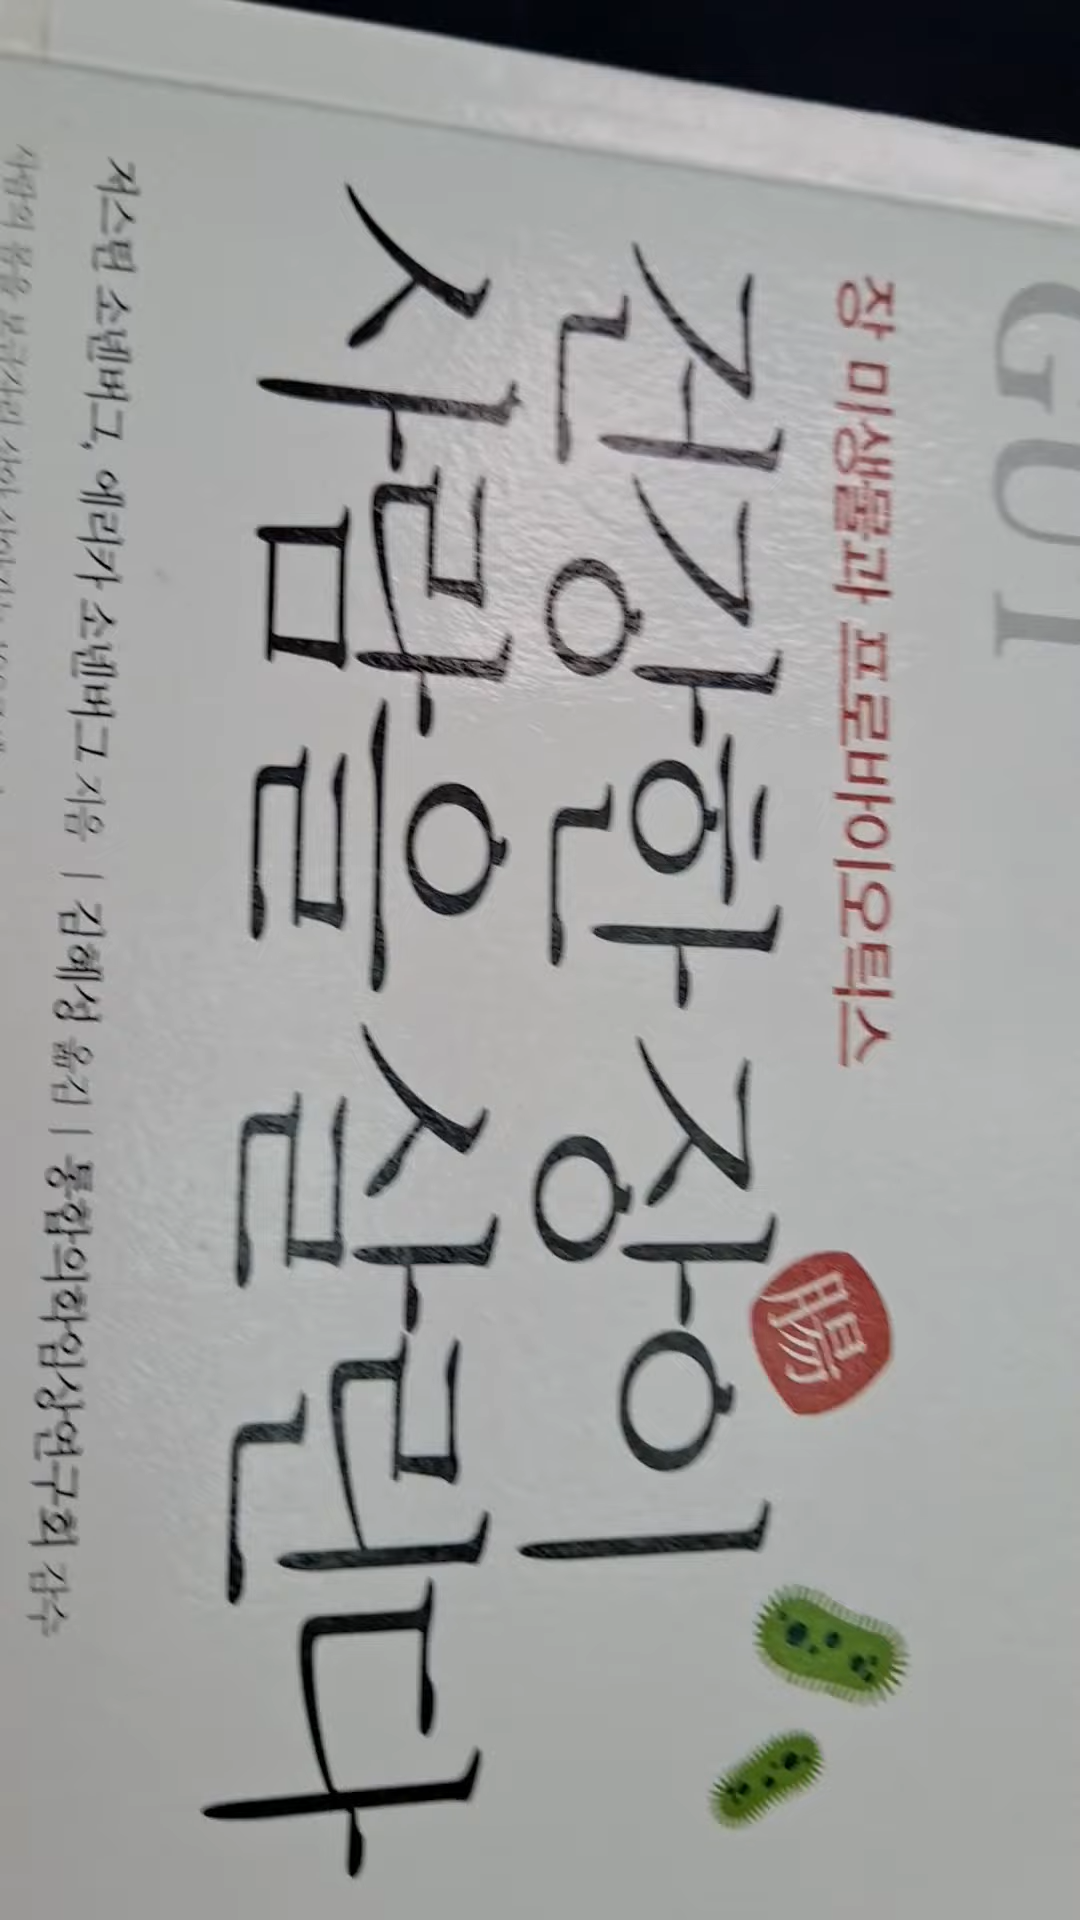 GUT
장 미생물과 프로바이오틱스
건강한 장이
腸
사람을 살린다
저스틴 소넨버그, 에리카 소넨버그 지음 | 김혜성 옮김 | 통합의학임상연구회 감수